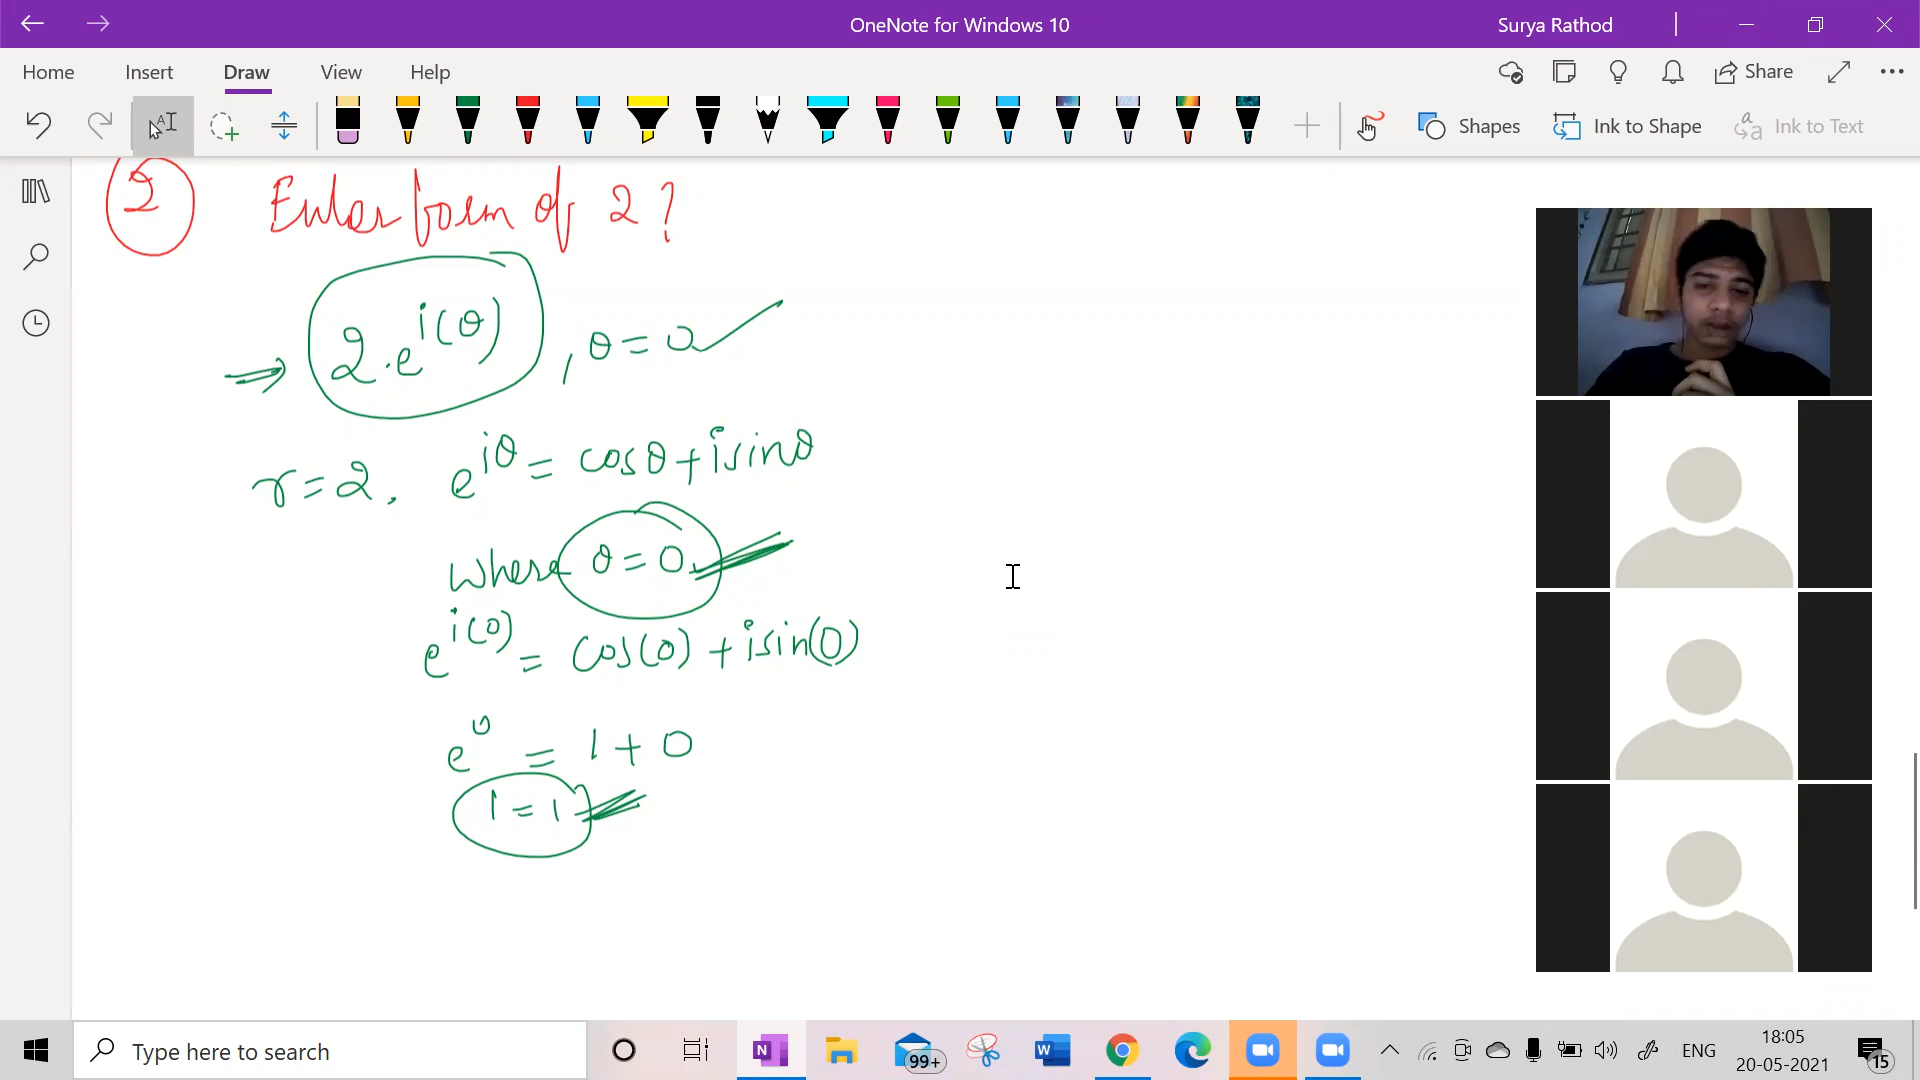 OneNote for Windows 10
Surya Rathod
Home Insert Draw View Help
Share
Shapes Ink to Shape Ink to Text
2 Euler form of 2 ?
⇒ 2·e^{i(θ)} , θ = 0
r = 2, e^{iθ} = cosθ + i sinθ
where θ = 0
e^{i(0)} = cos(0) + i sin(0)
e^0 = 1 + 0
1 = 1
Type here to search
99+
ENG
18:05
20-05-2021
15